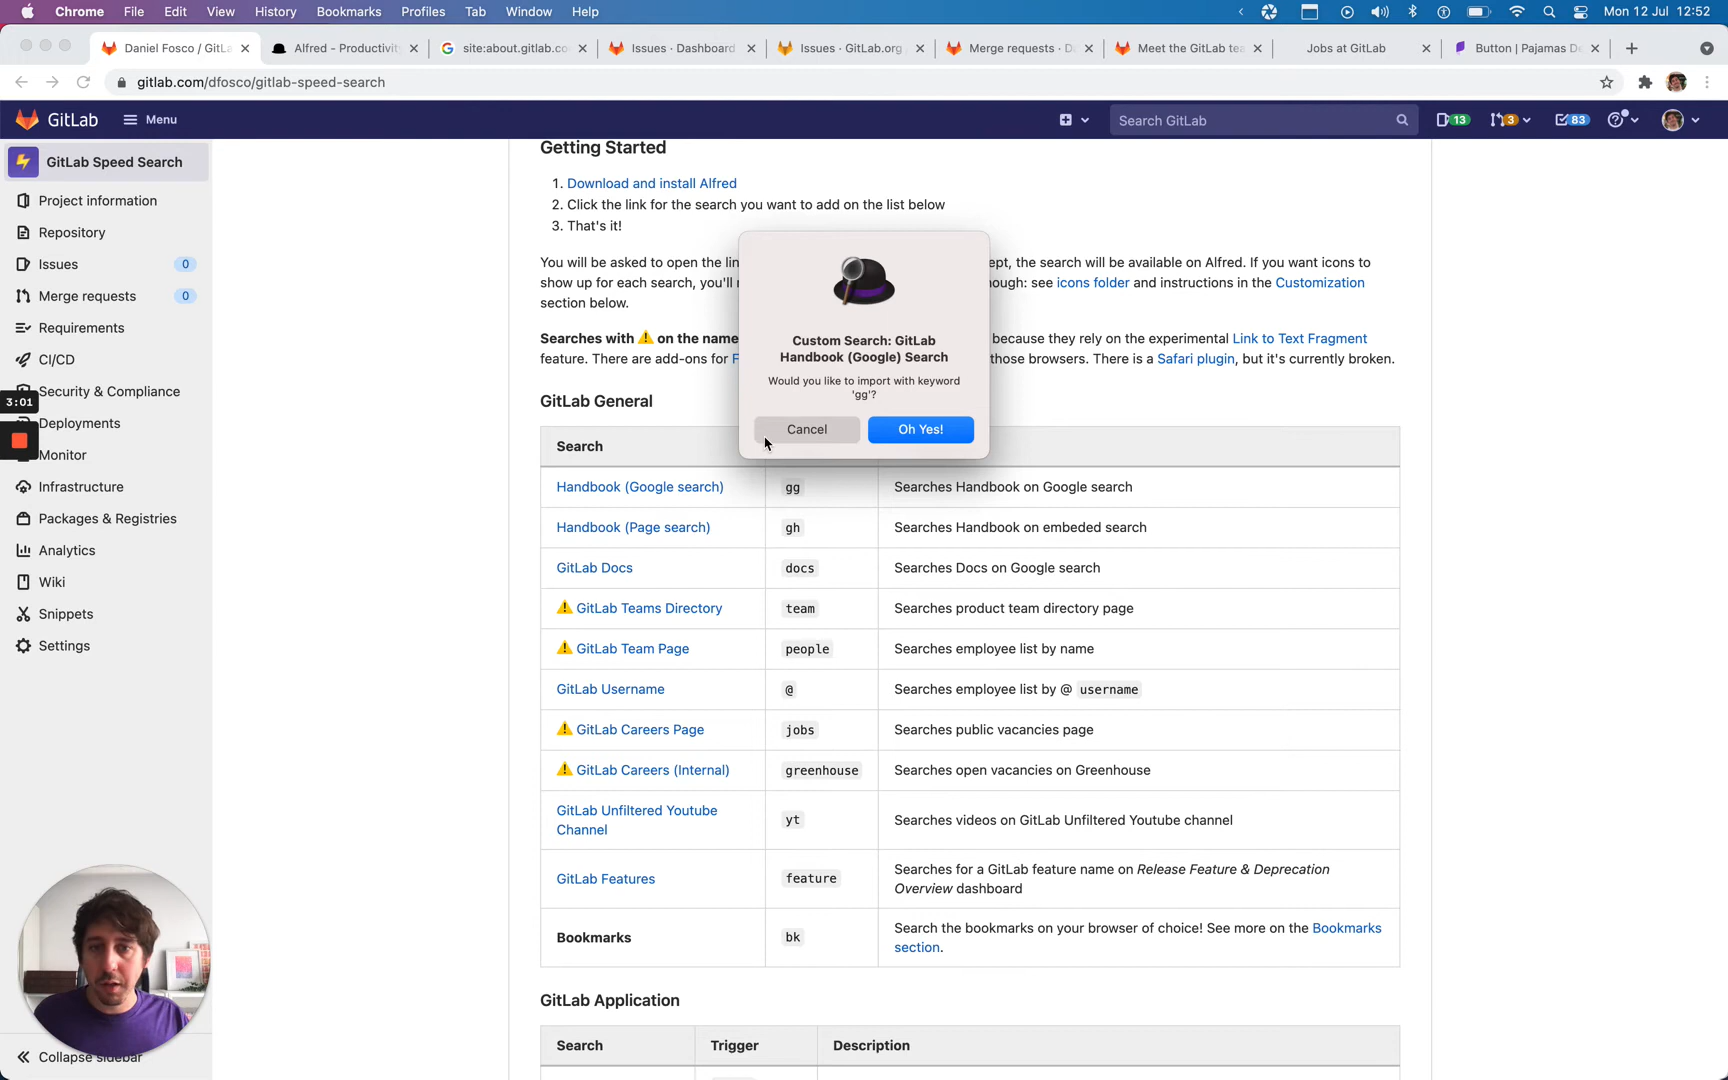 Chrome File Edit View History Bookmarks Profiles Tab Window Help Mon 12 Jul 12:52
Daniel Fosco / GitLa Alfred - Productivit site:about.gitlab.co Issues · Dashboard Issues · GitLab.org Merge requests · D Meet the GitLab te Jobs at GitLab Button | Pajamas De
gitlab.com/dfosco/gitlab-speed-search
GitLab Menu Search GitLab 13 3 83
GitLab Speed Search
Project information
Repository
Issues 0
Merge requests 0
Requirements
CI/CD
Security & Compliance
3:01
Deployments
Monitor
Infrastructure
Packages & Registries
Analytics
Wiki
Snippets
Settings
Collapse sidebar
Getting Started
1. Download and install Alfred
2. Click the link for the search you want to add on the list below
3. That's it!
You will be asked to open the lin ept, the search will be available on Alfred. If you want icons to
show up for each search, you'll ough: see icons folder and instructions in the Customization
section below.
Searches with ⚠ on the name because they rely on the experimental Link to Text Fragment
feature. There are add-ons for F those browsers. There is a Safari plugin, but it's currently broken.
Custom Search: GitLab
Handbook (Google) Search
Would you like to import with keyword
'gg'?
Cancel Oh Yes!
GitLab General
Search
Handbook (Google search) gg Searches Handbook on Google search
Handbook (Page search) gh Searches Handbook on embeded search
GitLab Docs docs Searches Docs on Google search
⚠ GitLab Teams Directory team Searches product team directory page
⚠ GitLab Team Page people Searches employee list by name
GitLab Username @ Searches employee list by @ username
⚠ GitLab Careers Page jobs Searches public vacancies page
⚠ GitLab Careers (Internal) greenhouse Searches open vacancies on Greenhouse
GitLab Unfiltered Youtube
Channel yt Searches videos on GitLab Unfiltered Youtube channel
GitLab Features feature Searches for a GitLab feature name on Release Feature & Deprecation
Overview dashboard
Bookmarks bk Search the bookmarks on your browser of choice! See more on the Bookmarks
section.
GitLab Application
Search Trigger Description